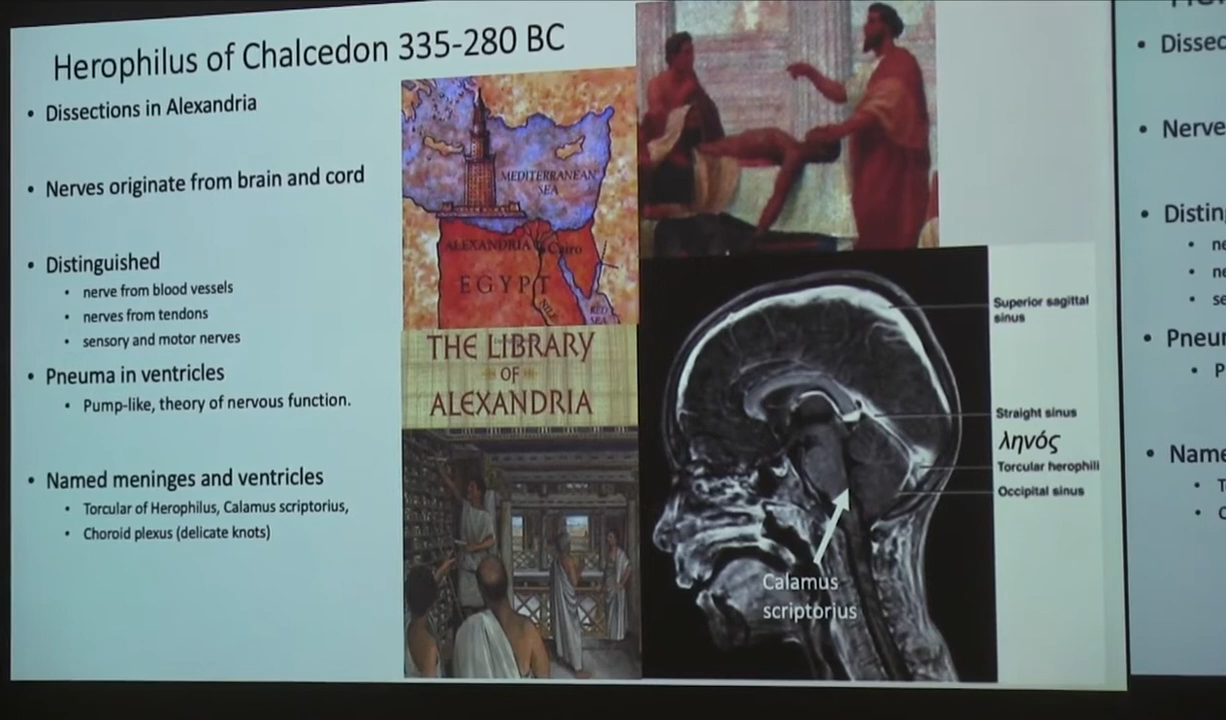 Herophilus of Chalcedon 335-280 BC
• Dissections in Alexandria
• Nerves originate from brain and cord
• Distinguished
• nerve from blood vessels
• nerves from tendons
• sensory and motor nerves
• Pneuma in ventricles
• Pump-like, theory of nervous function.
• Named meninges and ventricles
• Torcular of Herophilus, Calamus scriptorius,
• Choroid plexus (delicate knots)
MEDITERRANEAN
SEA
ALEXANDRIA
Cairo
EGYPT
NILE
RED
SEA
THE LIBRARY
OF
ALEXANDRIA
Superior sagittal
sinus
Straight sinus
ληνός
Torcular herophili
Occipital sinus
Calamus
scriptorius
• Dissec
• Nerve
• Distin
• ne
• ne
• se
• Pneur
• P
• Name
• T
• C